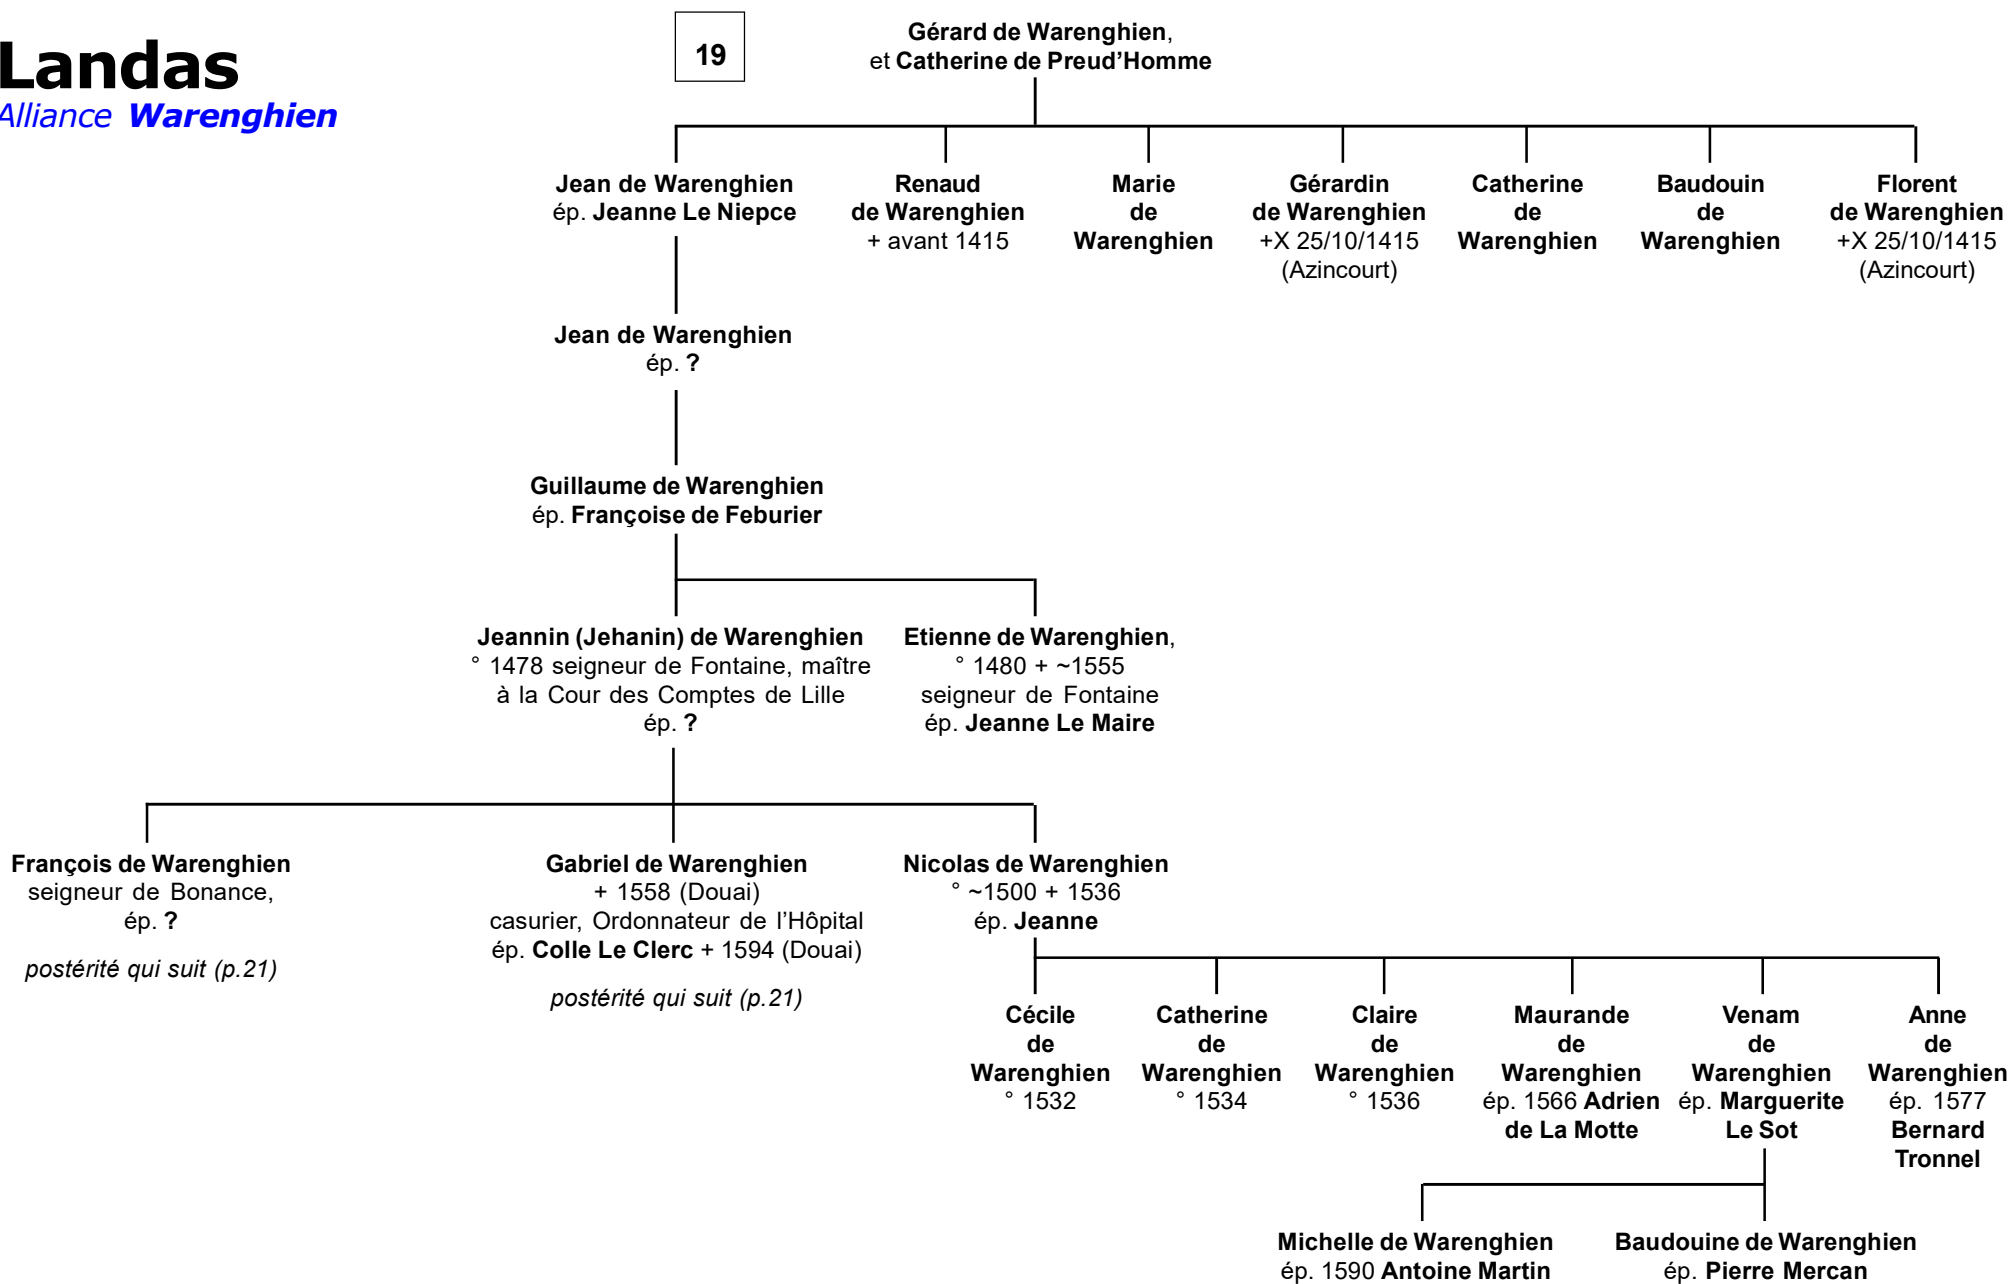 Landas
Alliance Warenghien
19
Gérard de Warenghien,
et Catherine de Preud’Homme
Jean de Warenghien
ép. Jeanne Le Niepce
Renaud
de Warenghien
+ avant 1415
Marie
de
Warenghien
Gérardin
de Warenghien
+X 25/10/1415
(Azincourt)
Catherine
de
Warenghien
Baudouin
de
Warenghien
Florent
de Warenghien
+X 25/10/1415
(Azincourt)
Jean de Warenghien
ép. ?
Guillaume de Warenghien
ép. Françoise de Feburier
Jeannin (Jehanin) de Warenghien
° 1478 seigneur de Fontaine, maître
à la Cour des Comptes de Lille
ép. ?
Etienne de Warenghien,
° 1480 + ~1555
seigneur de Fontaine
ép. Jeanne Le Maire
François de Warenghien
seigneur de Bonance,
ép. ?
postérité qui suit (p.21)
Gabriel de Warenghien
+ 1558 (Douai)
casurier, Ordonnateur de l’Hôpital
ép. Colle Le Clerc + 1594 (Douai)
postérité qui suit (p.21)
Nicolas de Warenghien
° ~1500 + 1536
ép. Jeanne
Cécile
de
Warenghien
° 1532
Catherine
de
Warenghien
° 1534
Claire
de
Warenghien
° 1536
Maurande
de
Warenghien
ép. 1566 Adrien
de La Motte
Venam
de
Warenghien
ép. Marguerite
Le Sot
Anne
de
Warenghien
ép. 1577
Bernard
Tronnel
Michelle de Warenghien
ép. 1590 Antoine Martin
Baudouine de Warenghien
ép. Pierre Mercan